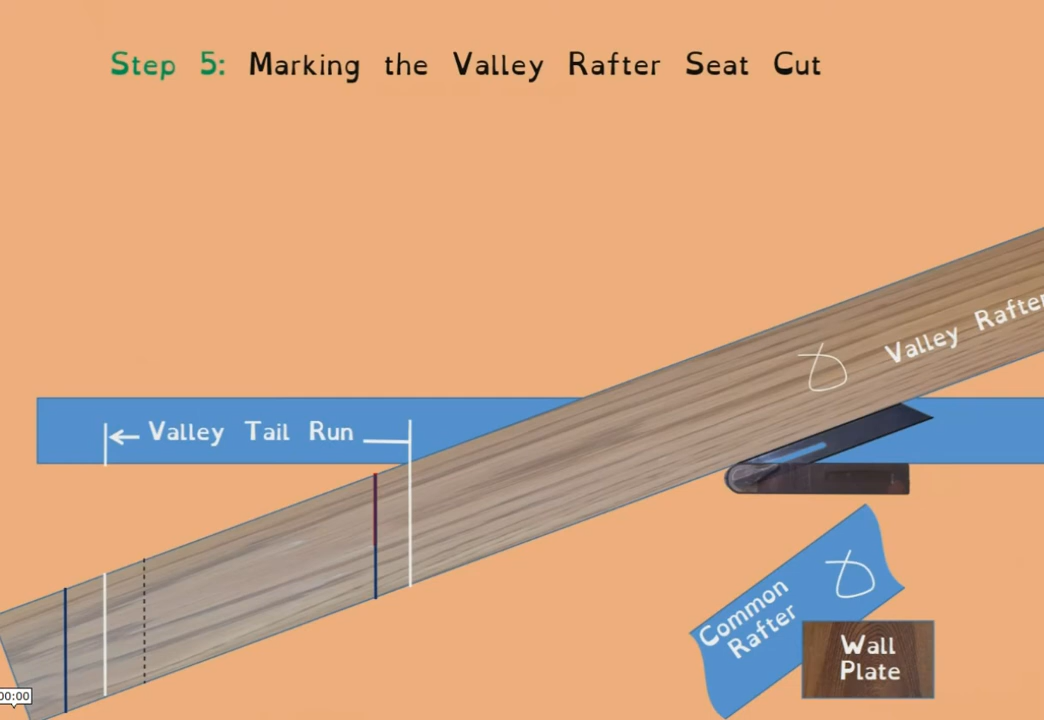 Step 5: Marking the Valley Rafter Seat Cut
Valley Rafter
Valley Tail Run
Common
Rafter
Wall
Plate
00:00